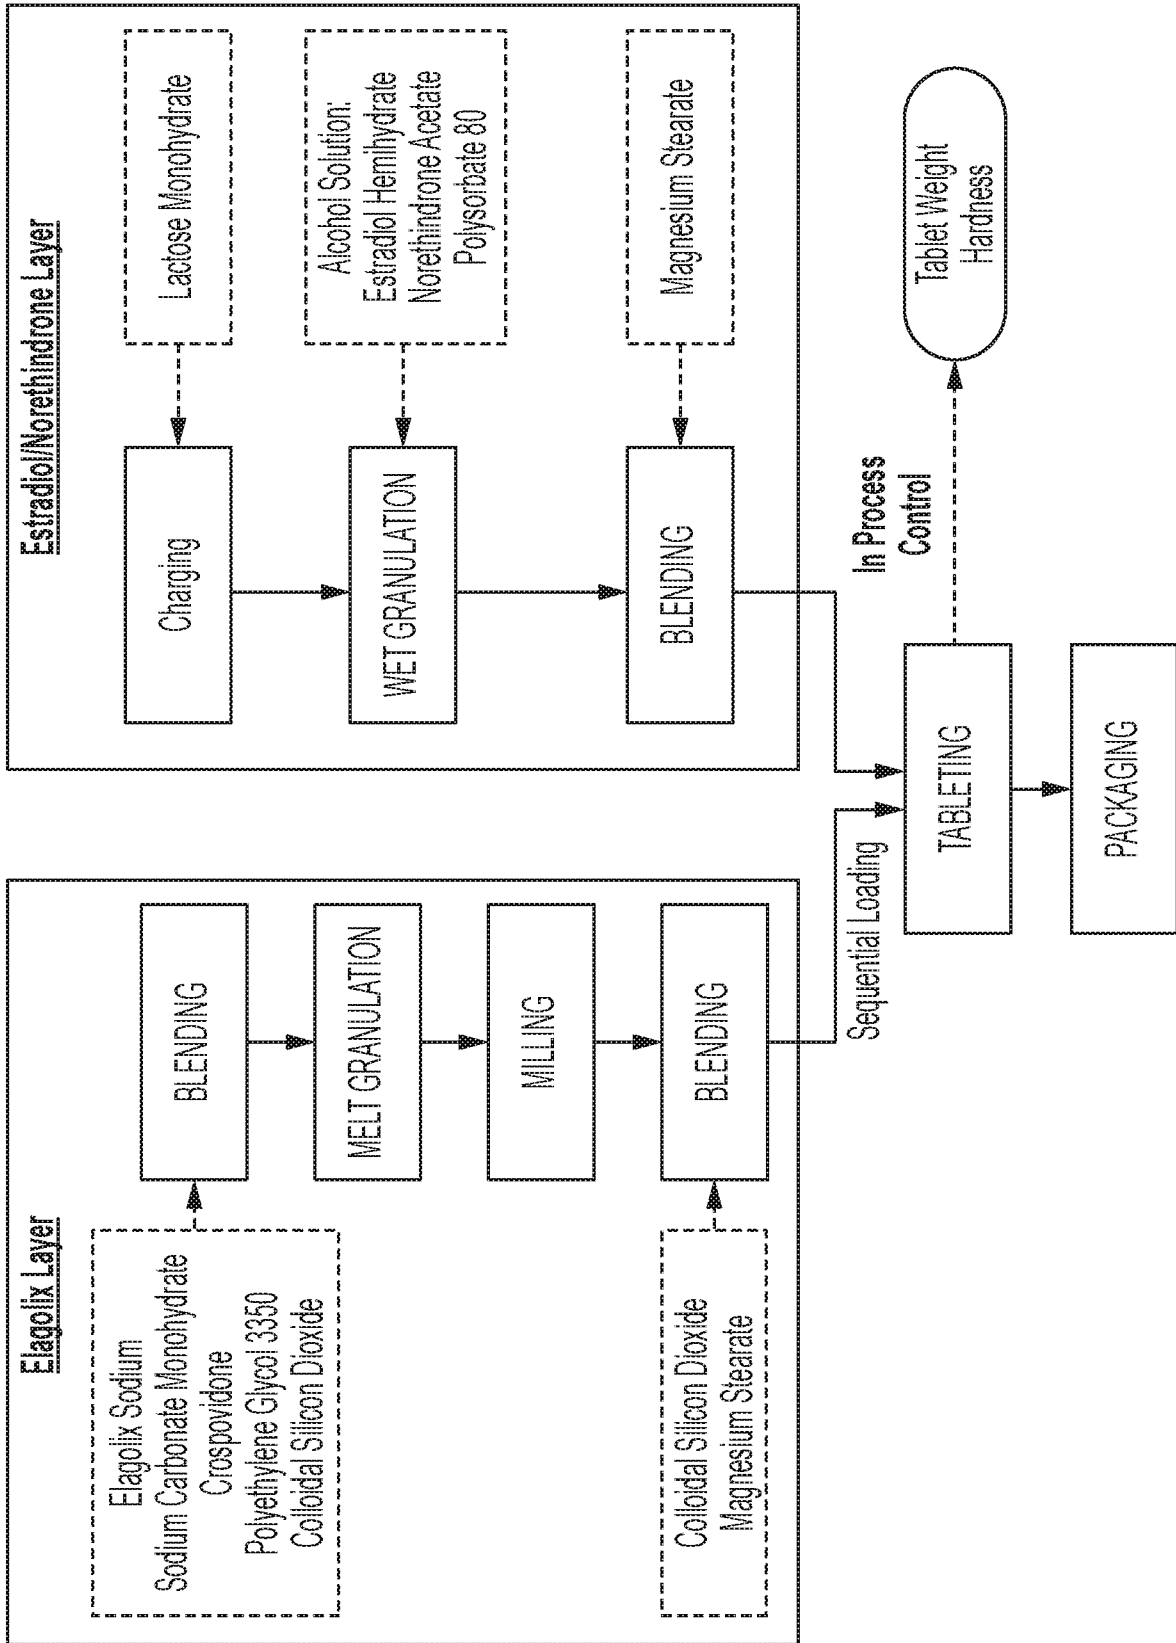 Elagolix Layer
Elagolix Sodium
Sodium Carbonate Monohydrate
Crospovidone
Polyethylene Glycol 3350
Colloidal Silicon Dioxide
BLENDING
MELT GRANULATION
MILLING
Colloidal Silicon Dioxide
Magnesium Stearate
BLENDING
Sequential Loading
Estradiol/Norethindrone Layer
Charging
Lactose Monohydrate
WET GRANULATION
Alcohol Solution:
Estradiol Hemihydrate
Norethindrone Acetate
Polysorbate 80
BLENDING
Magnesium Stearate
TABLETING
In Process
Control
Tablet Weight
Hardness
PACKAGING